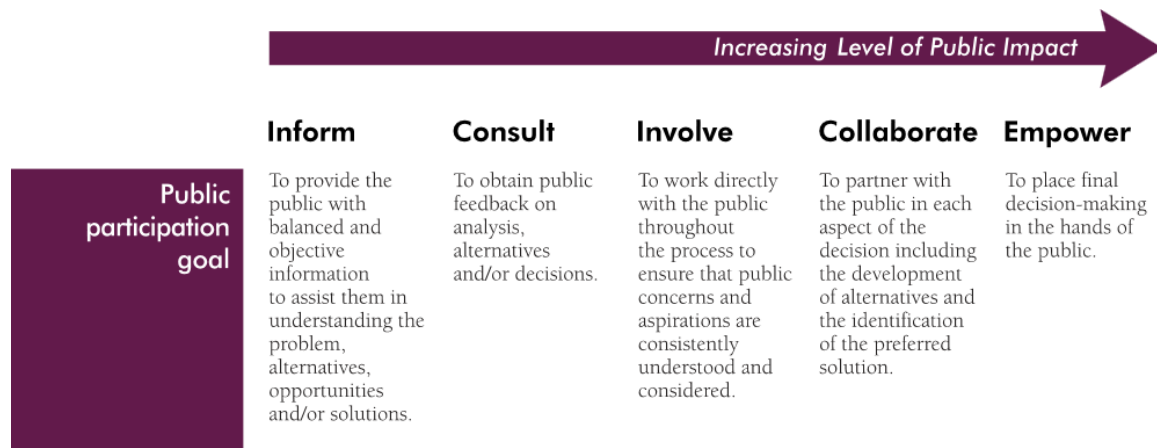 Increasing Level of Public Impact
Inform
Consult
Involve
Collaborate
Empower
Public
participation
goal
To provide the
public with
balanced and
objective
information
to assist them in
understanding the
problem,
alternatives,
opportunities
and/or solutions.
To obtain public
feedback on
analysis,
alternatives
and/or decisions.
To work directly
with the public
throughout
the process to
ensure that public
concerns and
aspirations are
consistently
understood and
considered.
To partner with
the public in each
aspect of the
decision including
the development
of alternatives and
the identification
of the preferred
solution.
To place final
decision-making
in the hands of
the public.